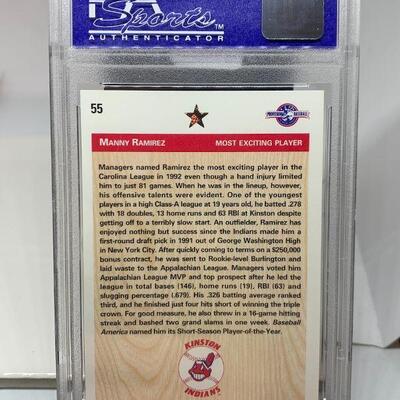 Sports™
AUTHENTICATOR
55
PROFESSIONAL BASEBALL
MANNY RAMIREZ MOST EXCITING PLAYER
Managers named Ramirez the most exciting player in the
Carolina League in 1992 even though a hand injury limited
him to just 81 games. When he was in the lineup, however,
his offensive talents were evident. One of the youngest
players in a high Class-A league at 19 years old, he batted .278
with 18 doubles, 13 home runs and 63 RBI at Kinston despite
getting off to a terribly slow start. An outfielder, Ramirez has
enjoyed nothing but success since the Indians made him a
first-round draft pick in 1991 out of George Washington High
in New York City. After quickly coming to terms on a $250,000
bonus contract, he was sent to Rookie-level Burlington and
laid waste to the Appalachian League. Managers voted him
Appalachian League MVP and top prospect after he led the
league in total bases (146), home runs (19), RBI (63) and
slugging percentage (.679). His .326 batting average ranked
third, and he finished just four hits short of winning the triple
crown. For good measure, he also threw in a 16-game hitting
streak and bashed two grand slams in one week. Baseball
America named him its Short-Season Player-of-the-Year.
KINSTON
INDIANS